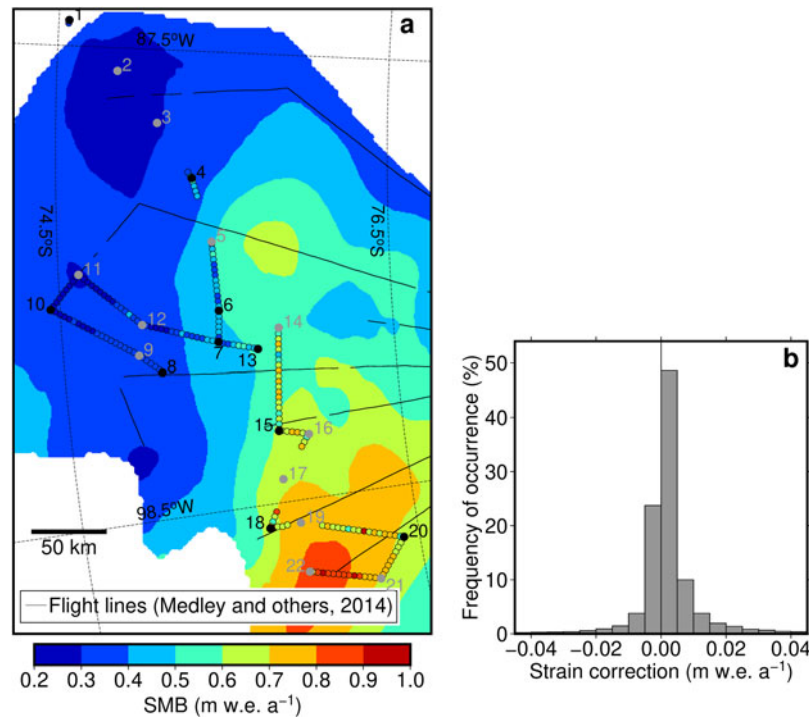 a
1
87.5°W
2
3
4
74.5°S
76.5°S
5
11
10
6
12
14
7
13
9
8
15
16
17
98.5°W
18
19
20
50 km
22
21
Flight lines (Medley and others, 2014)
0.2 0.3 0.4 0.5 0.6 0.7 0.8 0.9 1.0
SMB (m w.e. a⁻¹)
b
Frequency of occurrence (%)
50
40
30
20
10
0
−0.04 −0.02 0.00 0.02 0.04
Strain correction (m w.e. a⁻¹)